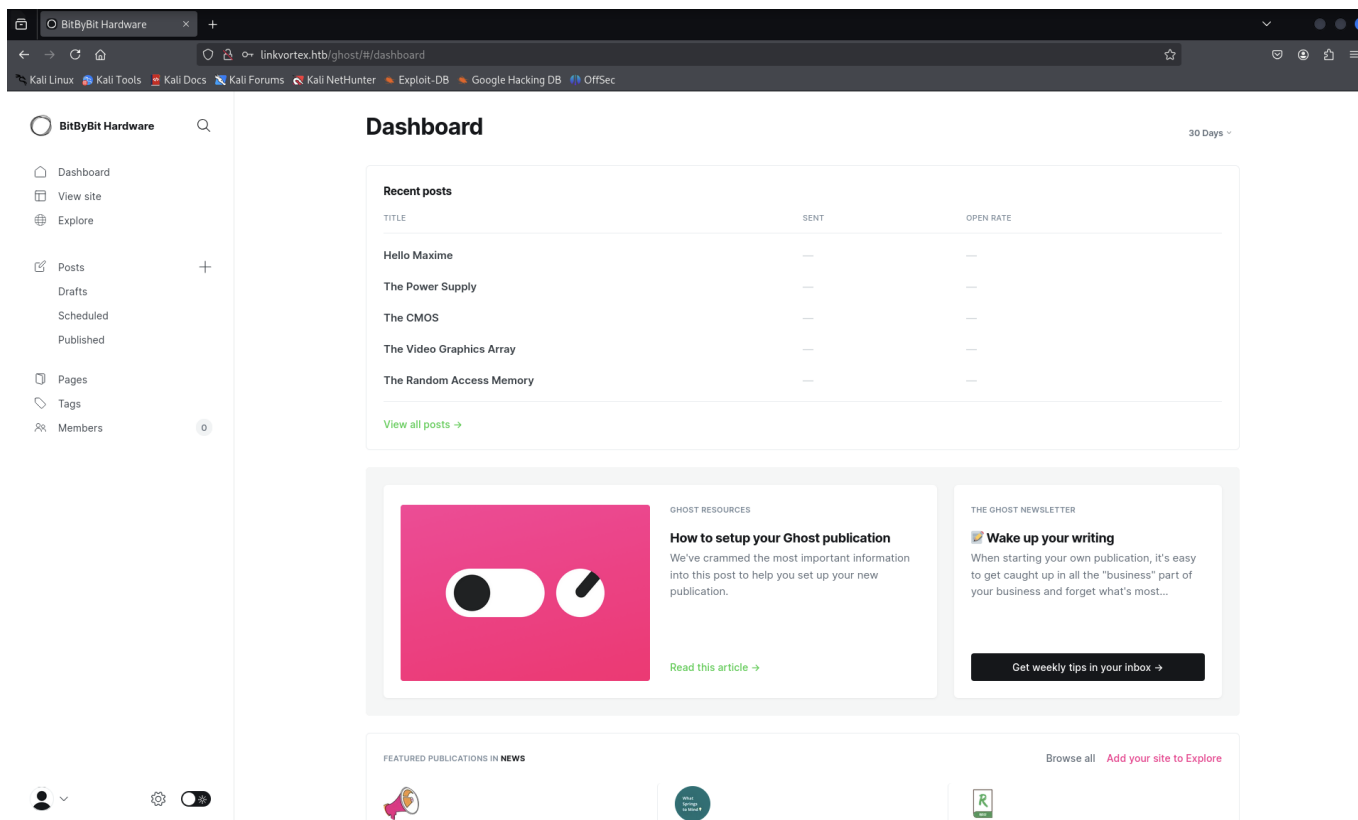 BitByBit Hardware
linkvortex.htb/ghost/#/dashboard
Kali Linux Kali Tools Kali Docs Kali Forums Kali NetHunter Exploit-DB Google Hacking DB OffSec
BitByBit Hardware
Dashboard
View site
Explore
Posts
Drafts
Scheduled
Published
Pages
Tags
Members 0
Dashboard
30 Days
Recent posts
TITLE SENT OPEN RATE
Hello Maxime — —
The Power Supply — —
The CMOS — —
The Video Graphics Array — —
The Random Access Memory — —
View all posts →
GHOST RESOURCES
How to setup your Ghost publication
We've crammed the most important information
into this post to help you set up your new
publication.
Read this article →
THE GHOST NEWSLETTER
📝 Wake up your writing
When starting your own publication, it's easy
to get caught up in all the "business" part of
your business and forget what's most...
Get weekly tips in your inbox →
FEATURED PUBLICATIONS IN NEWS
Browse all Add your site to Explore
What
Springs
to Mind?
R